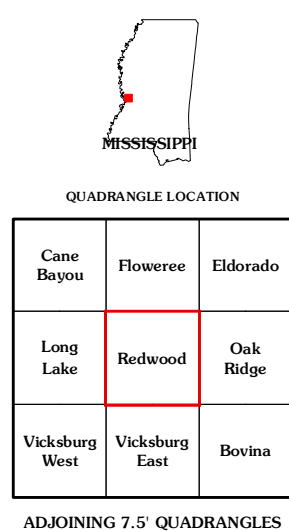 MISSISSIPPI
QUADRANGLE LOCATION
Cane
Bayou
Floweree
Eldorado
Long
Lake
Redwood
Oak
Ridge
Vicksburg
West
Vicksburg
East
Bovina
ADJOINING 7.5' QUADRANGLES